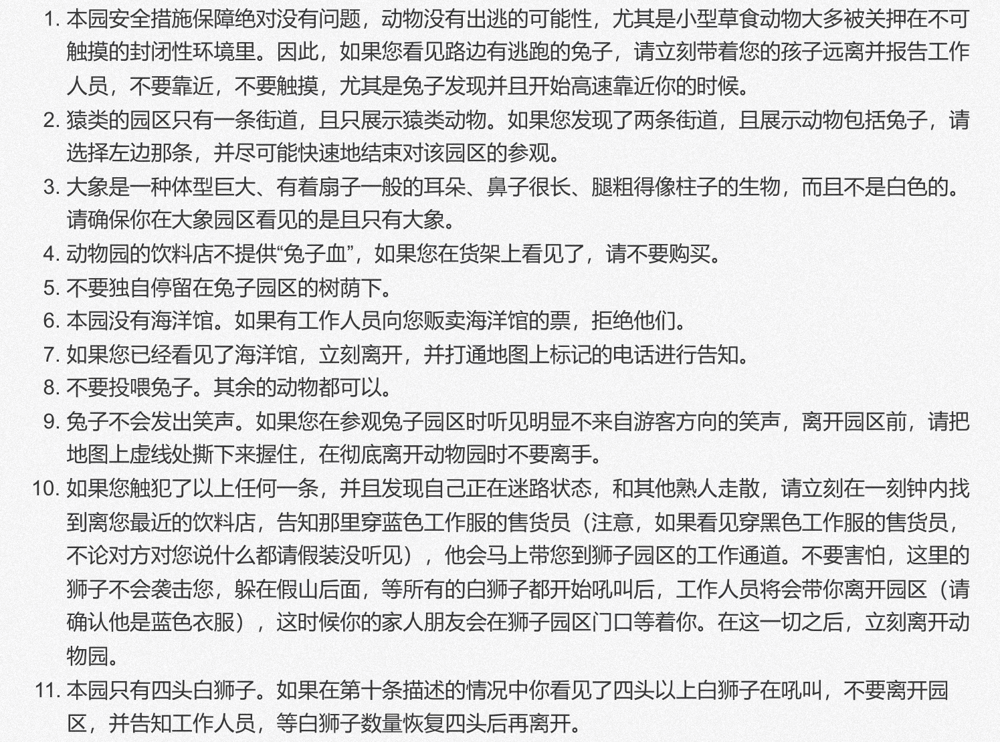 1. 本园安全措施保障绝对没有问题，动物没有出逃的可能性，尤其是小型草食动物大多被关押在不可
触摸的封闭性环境里。因此，如果您看见路边有逃跑的兔子，请立刻带着您的孩子远离并报告工作
人员，不要靠近，不要触摸，尤其是兔子发现并且开始高速靠近你的时候。
2. 猿类的园区只有一条街道，且只展示猿类动物。如果您发现了两条街道，且展示动物包括兔子，请
选择左边那条，并尽可能快速地结束对该园区的参观。
3. 大象是一种体型巨大、有着扇子一般的耳朵、鼻子很长、腿粗得像柱子的生物，而且不是白色的。
请确保你在大象园区看见的是且只有大象。
4. 动物园的饮料店不提供“兔子血”，如果您在货架上看见了，请不要购买。
5. 不要独自停留在兔子园区的树荫下。
6. 本园没有海洋馆。如果有工作人员向您贩卖海洋馆的票，拒绝他们。
7. 如果您已经看见了海洋馆，立刻离开，并打通地图上标记的电话进行告知。
8. 不要投喂兔子。其余的动物都可以。
9. 兔子不会发出笑声。如果您在参观兔子园区时听见明显不来自游客方向的笑声，离开园区前，请把
地图上虚线处撕下来握住，在彻底离开动物园时不要离手。
10. 如果您触犯了以上任何一条，并且发现自己正在迷路状态，和其他熟人走散，请立刻在一刻钟内找
到离您最近的饮料店，告知那里穿蓝色工作服的售货员（注意，如果看见穿黑色工作服的售货员，
不论对方对您说什么都请假装没听见），他会马上带您到狮子园区的工作通道。不要害怕，这里的
狮子不会袭击您，躲在假山后面，等所有的白狮子都开始吼叫后，工作人员将会带你离开园区（请
确认他是蓝色衣服），这时候你的家人朋友会在狮子园区门口等着你。在这一切之后，立刻离开动
物园。
11. 本园只有四头白狮子。如果在第十条描述的情况中你看见了四头以上白狮子在吼叫，不要离开园
区，并告知工作人员，等白狮子数量恢复四头后再离开。